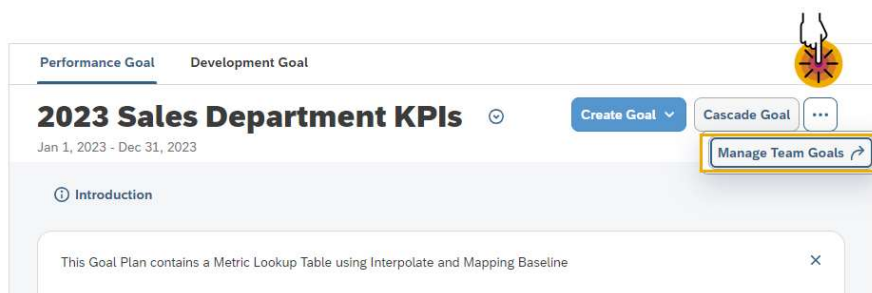 Performance Goal Development Goal
2023 Sales Department KPIs Create Goal Cascade Goal ...
Jan 1, 2023 - Dec 31, 2023 Manage Team Goals
Introduction
This Goal Plan contains a Metric Lookup Table using Interpolate and Mapping Baseline